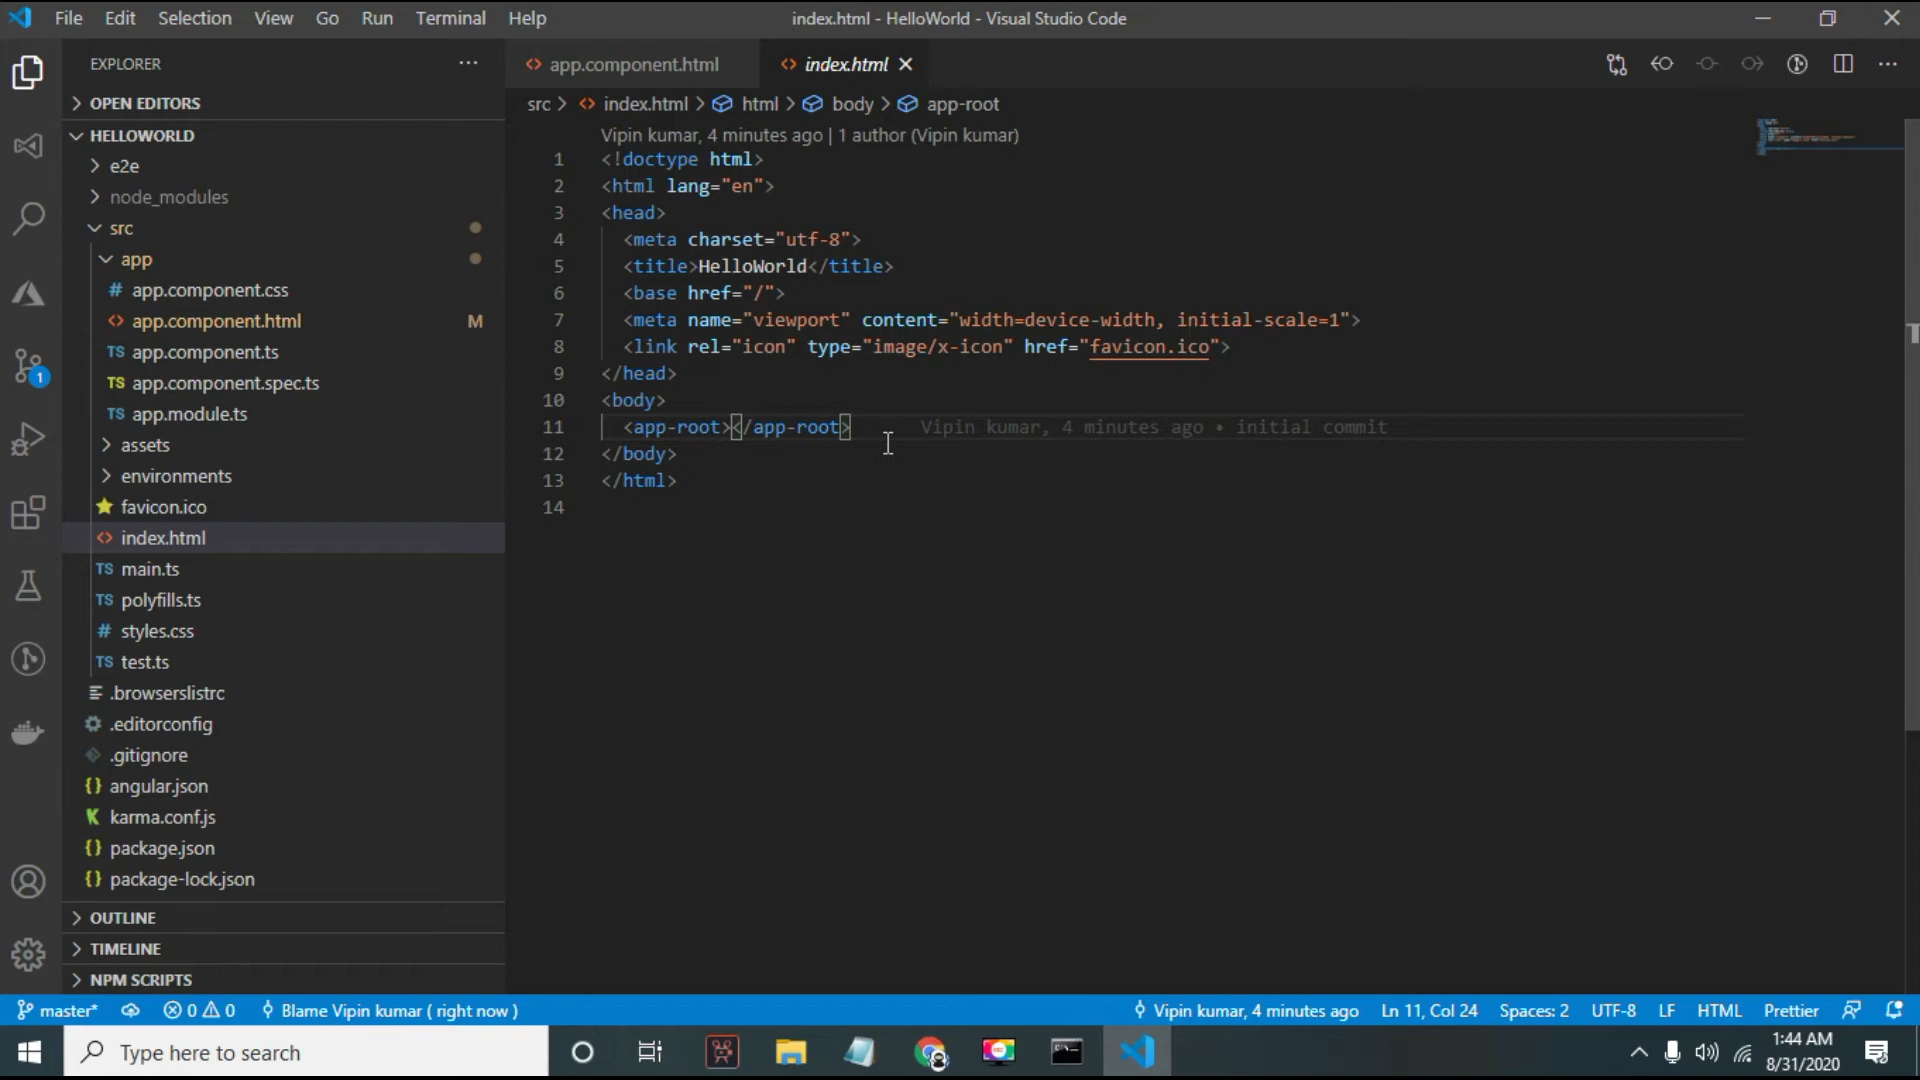 File Edit Selection View Go Run Terminal Help
index.html - HelloWorld - Visual Studio Code
EXPLORER
OPEN EDITORS
HELLOWORLD
e2e
node_modules
src
app
# app.component.css
<> app.component.html M
TS app.component.ts
TS app.component.spec.ts
TS app.module.ts
assets
environments
favicon.ico
<> index.html
TS main.ts
TS polyfills.ts
# styles.css
TS test.ts
.browserslistrc
.editorconfig
.gitignore
{} angular.json
K karma.conf.js
{} package.json
{} package-lock.json
OUTLINE
TIMELINE
NPM SCRIPTS
1
<> app.component.html
<> index.html
src > <> index.html > html > body > app-root
Vipin kumar, 4 minutes ago | 1 author (Vipin kumar)
1 <!doctype html>
2 <html lang="en">
3 <head>
4 <meta charset="utf-8">
5 <title>HelloWorld</title>
6 <base href="/">
7 <meta name="viewport" content="width=device-width, initial-scale=1">
8 <link rel="icon" type="image/x-icon" href="favicon.ico">
9 </head>
10 <body>
11 <app-root></app-root> Vipin kumar, 4 minutes ago • initial commit
12 </body>
13 </html>
14
master* 0 0 Blame Vipin kumar ( right now )
Vipin kumar, 4 minutes ago Ln 11, Col 24 Spaces: 2 UTF-8 LF HTML Prettier
Type here to search
1:44 AM
8/31/2020